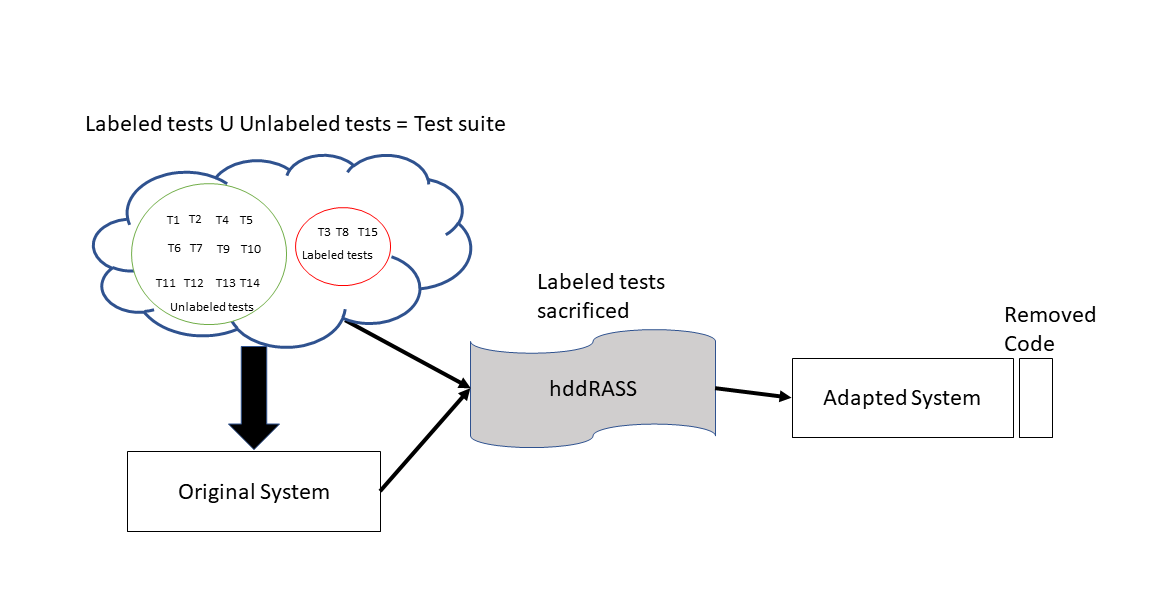 Labeled tests U Unlabeled tests = Test suite
T1 T2 T4 T5
T6 T7 T9 T10
T11 T12 T13 T14
Unlabeled tests
T3 T8 T15
Labeled tests
Labeled tests
sacrificed
hddRASS
Removed
Code
Adapted System
Original System